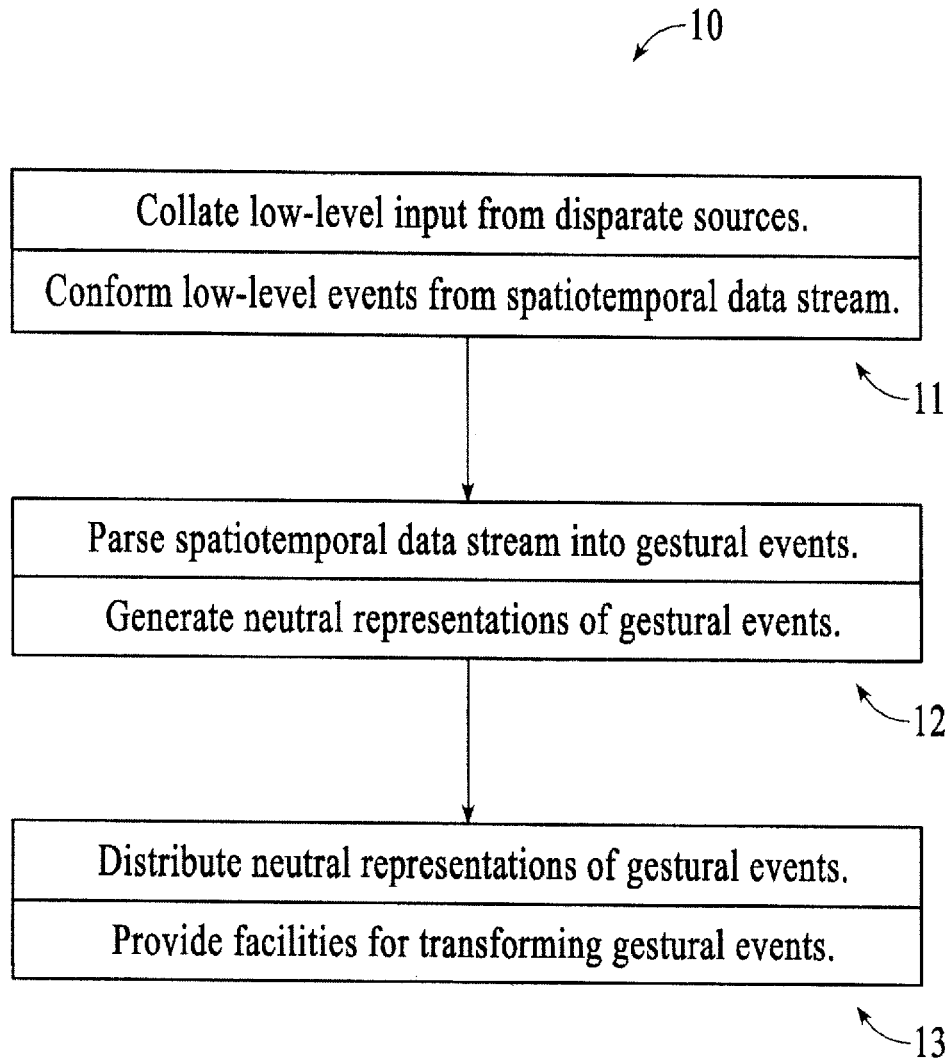 10
Collate low-level input from disparate sources.
Conform low-level events from spatiotemporal data stream.
11
Parse spatiotemporal data stream into gestural events.
Generate neutral representations of gestural events.
12
Distribute neutral representations of gestural events.
Provide facilities for transforming gestural events.
13